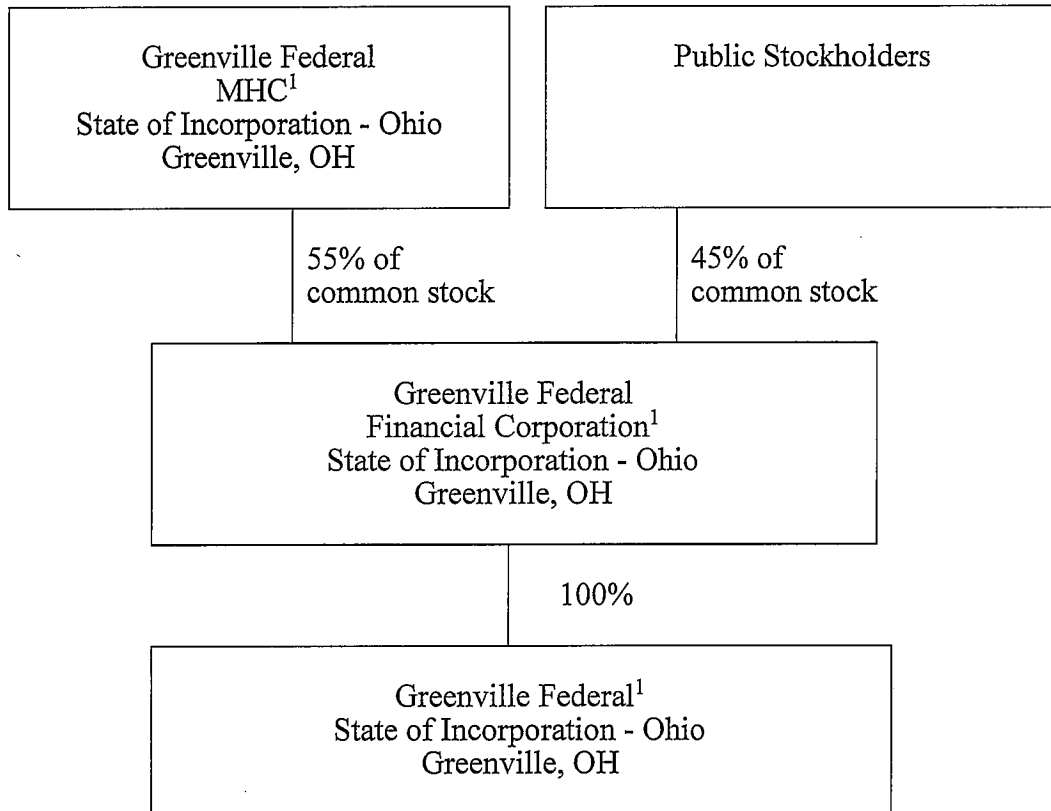 Greenville Federal
MHC¹
State of Incorporation - Ohio
Greenville, OH
Public Stockholders
55% of
common stock
45% of
common stock
Greenville Federal
Financial Corporation¹
State of Incorporation - Ohio
Greenville, OH
100%
Greenville Federal¹
State of Incorporation - Ohio
Greenville, OH